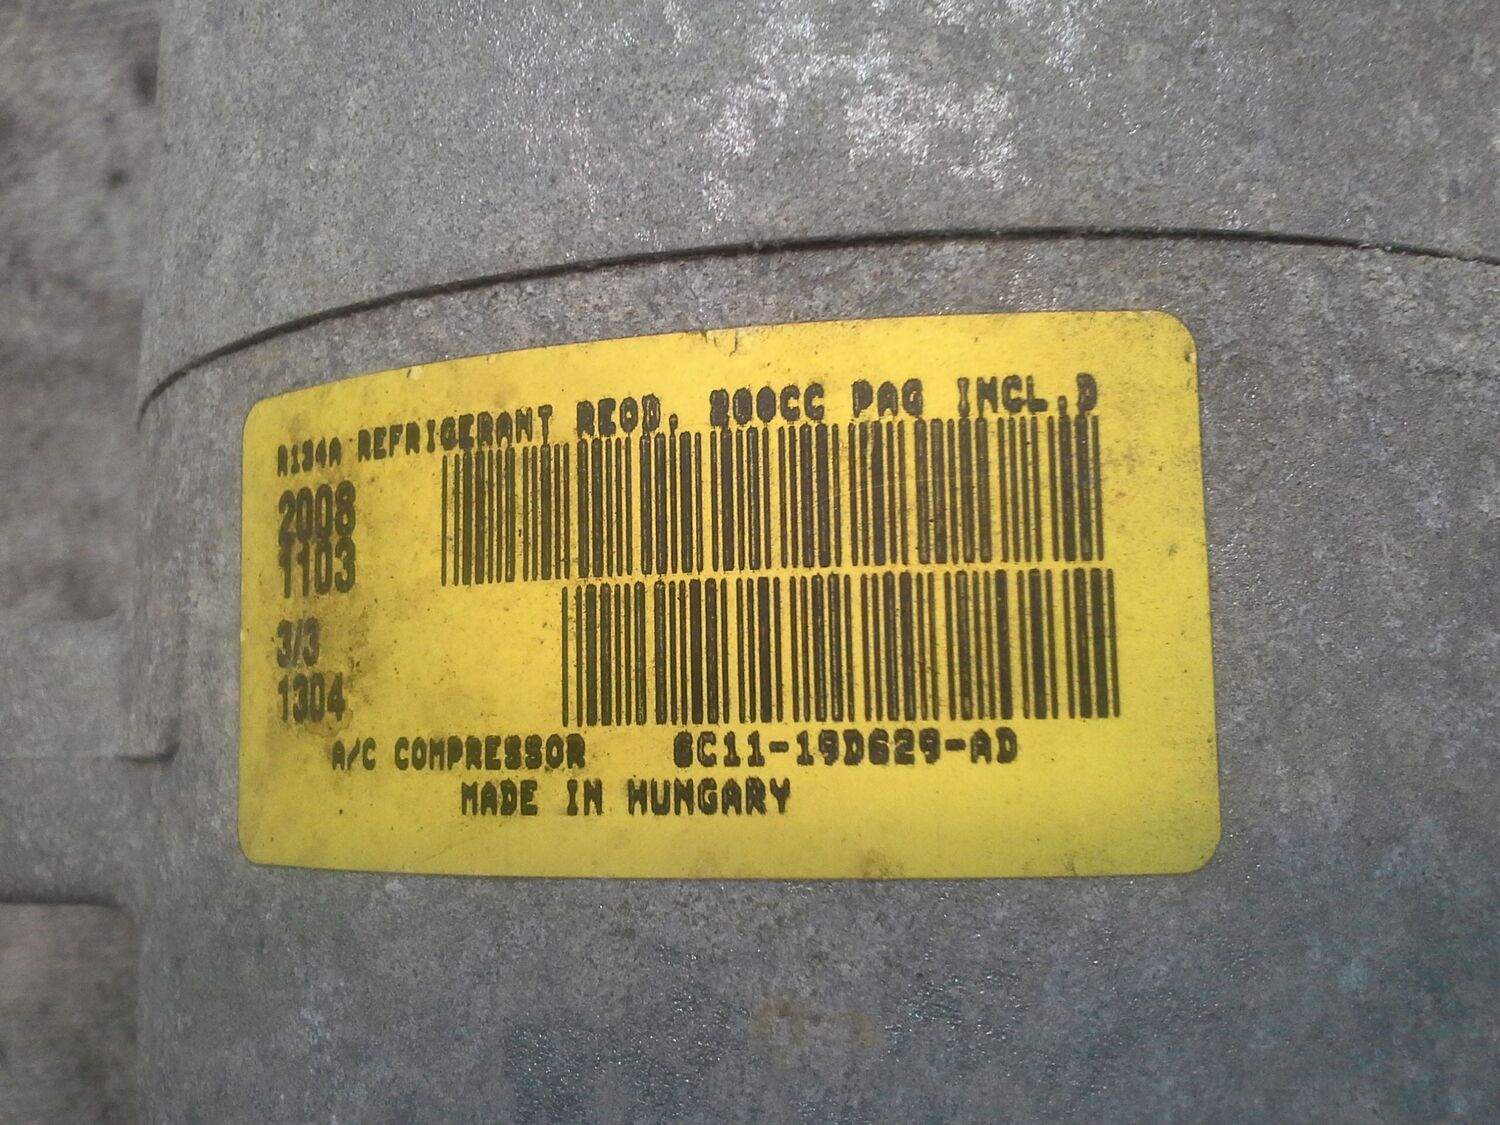 R134A REFRIGERANT REQD. 200CC PAG INCL.D
2008
1103
3/3
1304
A/C COMPRESSOR 6C11-19D629-AD
MADE IN HUNGARY